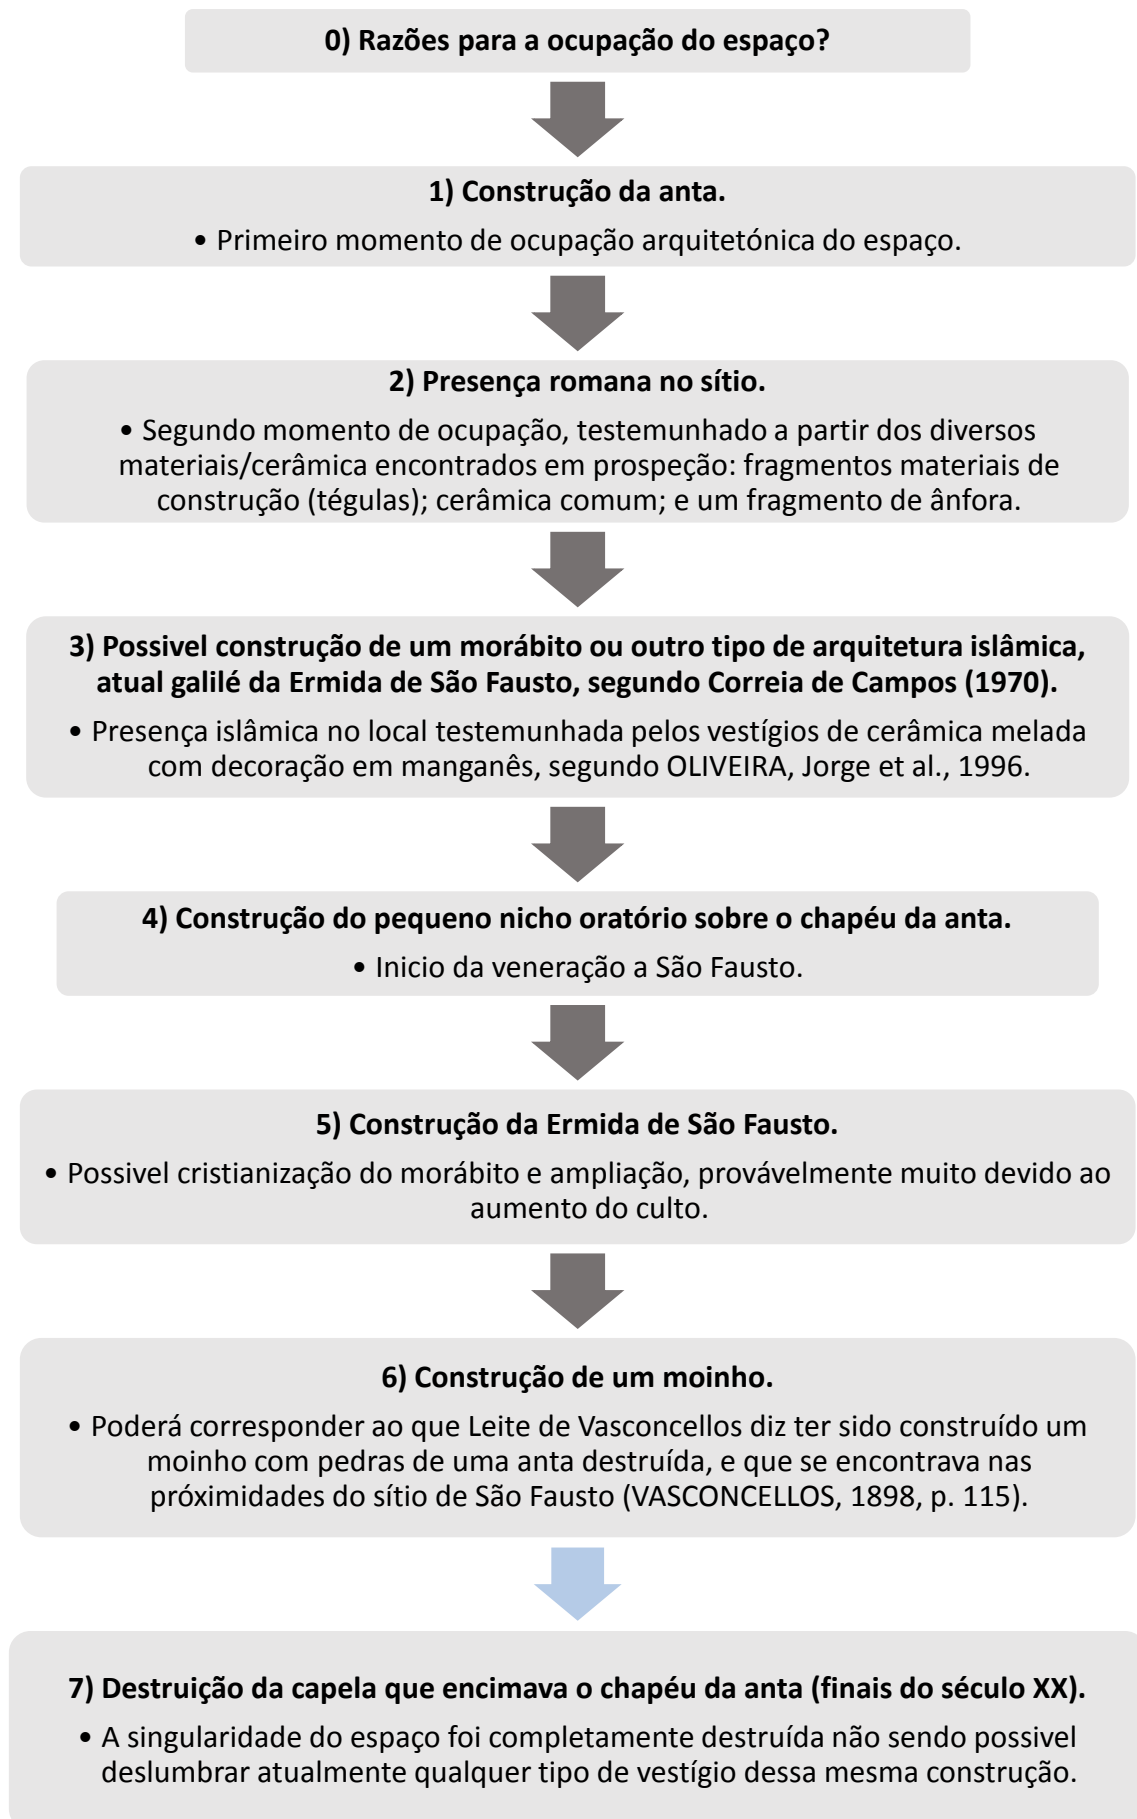 0) Razões para a ocupação do espaço?
1) Construção da anta.
• Primeiro momento de ocupação arquitetónica do espaço.
2) Presença romana no sítio.
• Segundo momento de ocupação, testemunhado a partir dos diversos
materiais/cerâmica encontrados em prospeção: fragmentos materiais de
construção (tégulas); cerâmica comum; e um fragmento de ânfora.
3) Possivel construção de um morábito ou outro tipo de arquitetura islâmica,
atual galilé da Ermida de São Fausto, segundo Correia de Campos (1970).
• Presença islâmica no local testemunhada pelos vestígios de cerâmica melada
com decoração em manganês, segundo OLIVEIRA, Jorge et al., 1996.
4) Construção do pequeno nicho oratório sobre o chapéu da anta.
• Inicio da veneração a São Fausto.
5) Construção da Ermida de São Fausto.
• Possivel cristianização do morábito e ampliação, provávelmente muito devido ao
aumento do culto.
6) Construção de um moinho.
• Poderá corresponder ao que Leite de Vasconcellos diz ter sido construído um
moinho com pedras de uma anta destruída, e que se encontrava nas
próximidades do sítio de São Fausto (VASCONCELLOS, 1898, p. 115).
7) Destruição da capela que encimava o chapéu da anta (finais do século XX).
• A singularidade do espaço foi completamente destruída não sendo possivel
deslumbrar atualmente qualquer tipo de vestígio dessa mesma construção.